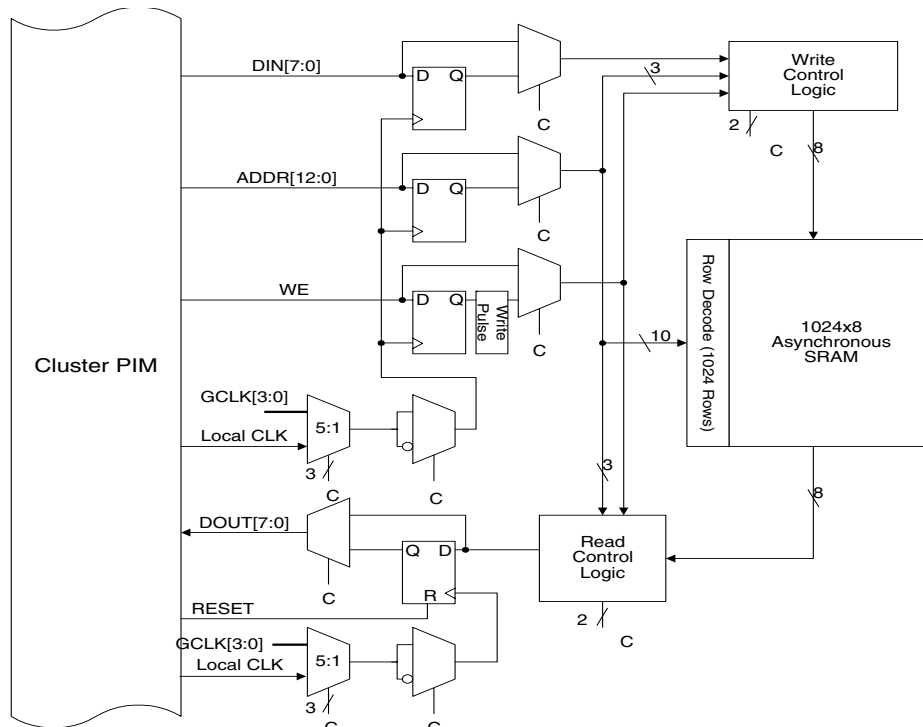 DIN[7:0]
D Q
C
3
Write
Control
Logic
2
C
8
ADDR[12:0]
D Q
C
WE
D Q
Write
Pulse
C
10
Row Decode (1024 Rows)
1024x8
Asynchronous
SRAM
Cluster PIM
GCLK[3:0]
Local CLK
5:1
3
C
C
3
8
DOUT[7:0]
C
Q D
R
Read
Control
Logic
2
C
RESET
GCLK[3:0]
Local CLK
5:1
3
C
C